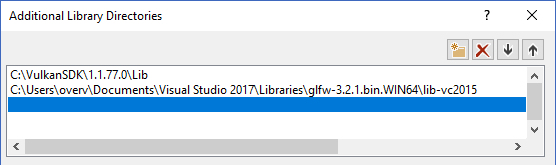 Additional Library Directories
C:\VulkanSDK\1.1.77.0\Lib
C:\Users\overv\Documents\Visual Studio 2017\Libraries\glfw-3.2.1.bin.WIN64\lib-vc2015